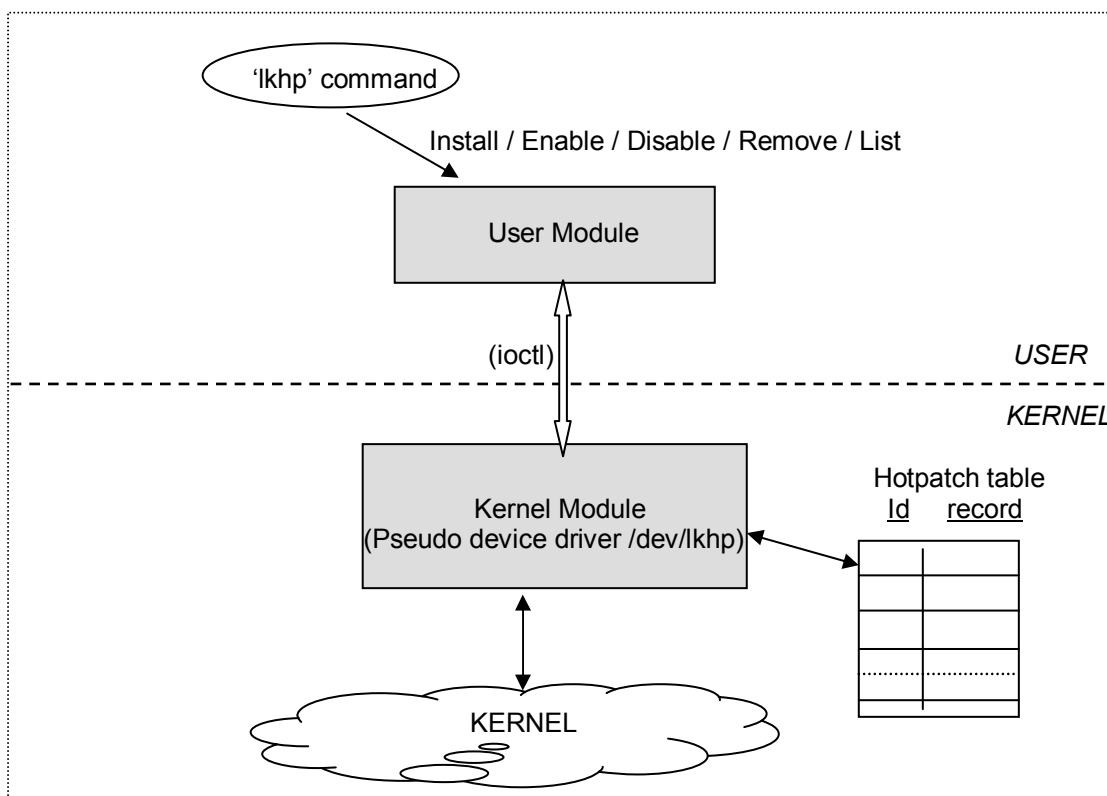 ‘lkhp’ command
Install / Enable / Disable / Remove / List
User Module
(ioctl)
USER
KERNEL
Hotpatch table
Id record
Kernel Module
(Pseudo device driver /dev/lkhp)
KERNEL